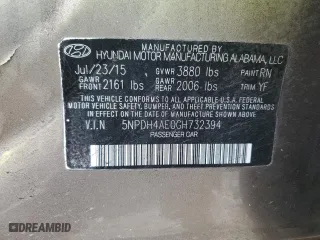 MANUFACTURED BY
HYUNDAI MOTOR MANUFACTURING ALABAMA, LLC
Jul/23/15 GVWR 3880 lbs PAINT RN
GAWR FRONT 2161 lbs GAWR REAR 2006 lbs TRIM YF
THIS VEHICLE CONFORMS TO ALL APPLICABLE U.S. FEDERAL
MOTOR VEHICLE SAFETY, BUMPER, AND THEFT PREVENTION
STANDARDS IN EFFECT ON THE DATE OF MANUFACTURE
SHOWN ABOVE.
V.I.N 5NPDH4AE0GH732394
PASSENGER CAR